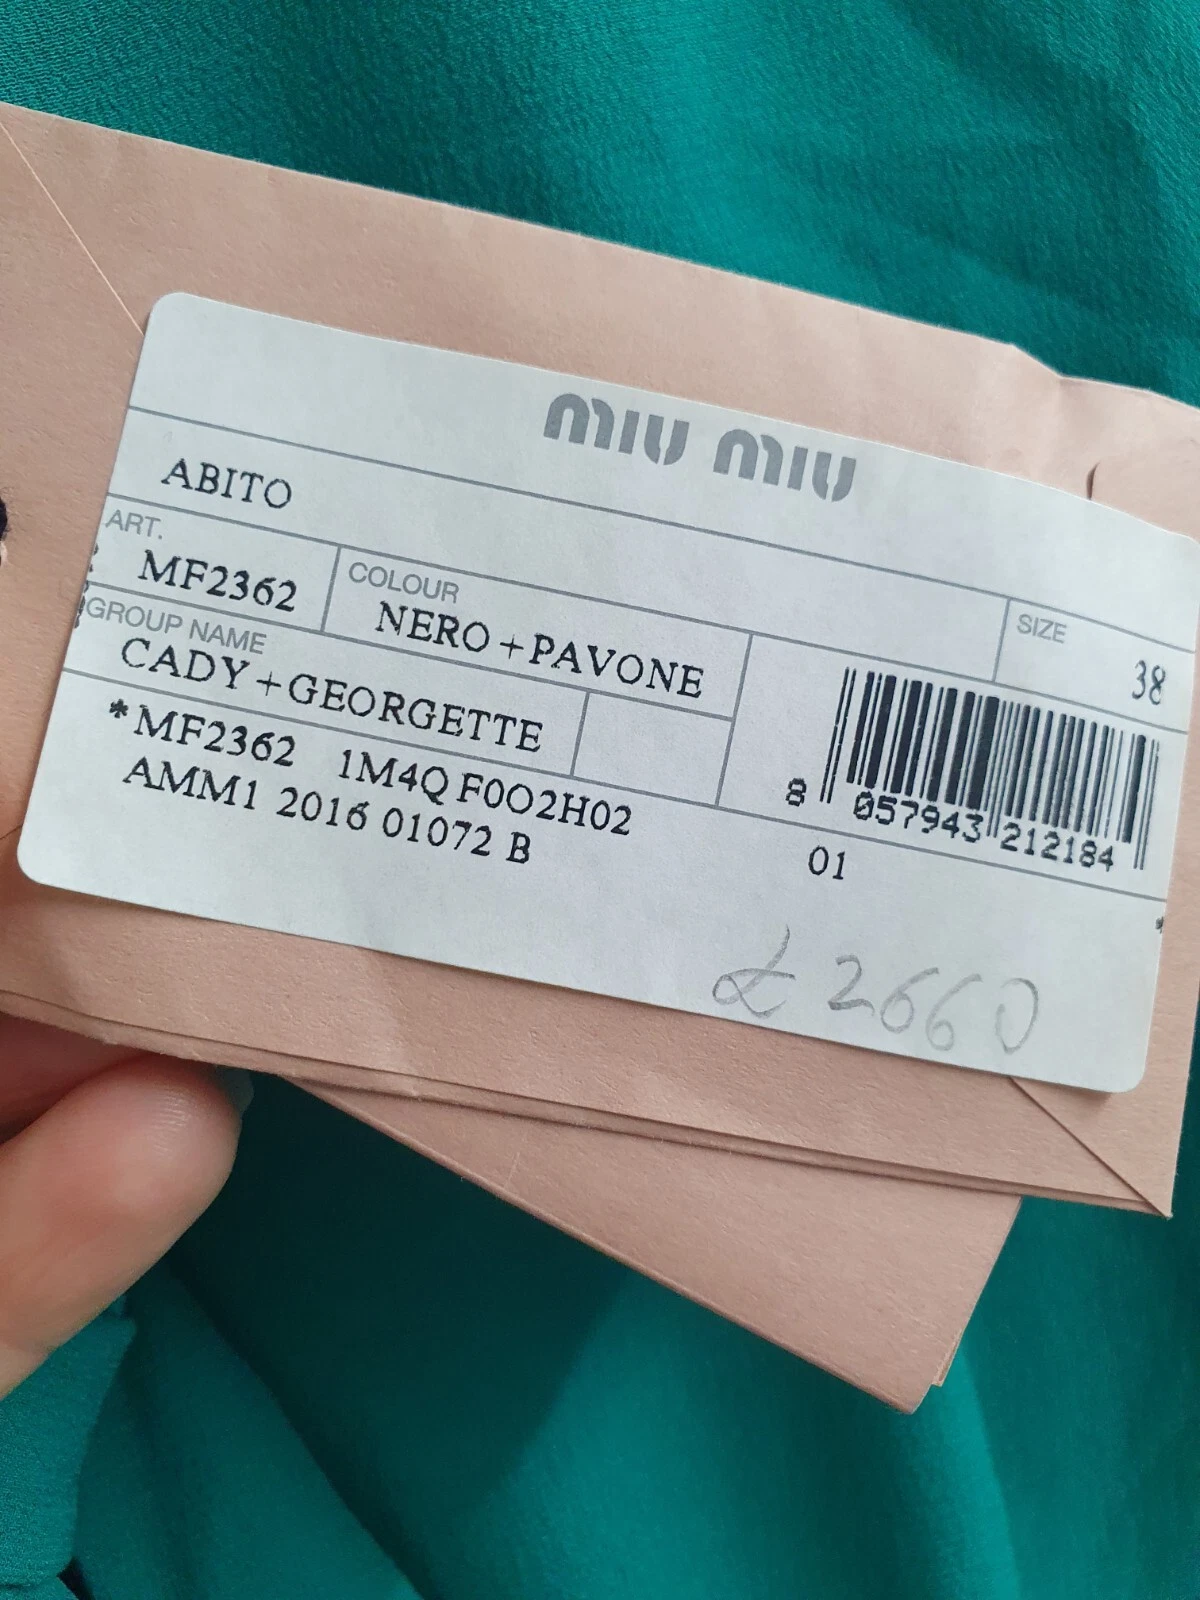 MIU MIU
ABITO
ART.
MF2362
COLOUR
NERO+PAVONE
SIZE
38
GROUP NAME
CADY+GEORGETTE
*MF2362 1M4Q F0O2H02
AMM1 2016 01072 B
8 057943 212184
01
£2660